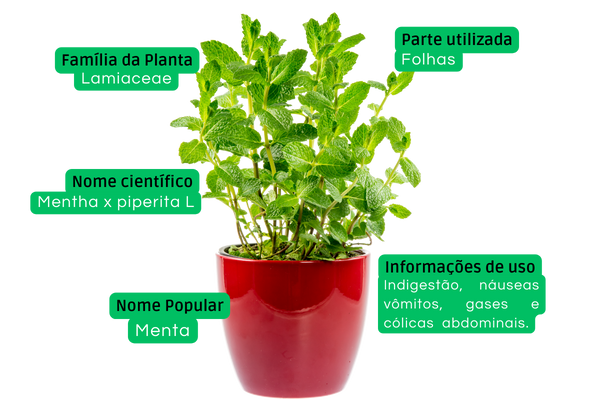 Família da Planta
Lamiaceae
Parte utilizada
Folhas
Nome científico
Mentha x piperita L
Informações de uso
Indigestão, náuseas
vômitos, gases e
cólicas abdominais.
Nome Popular
Menta